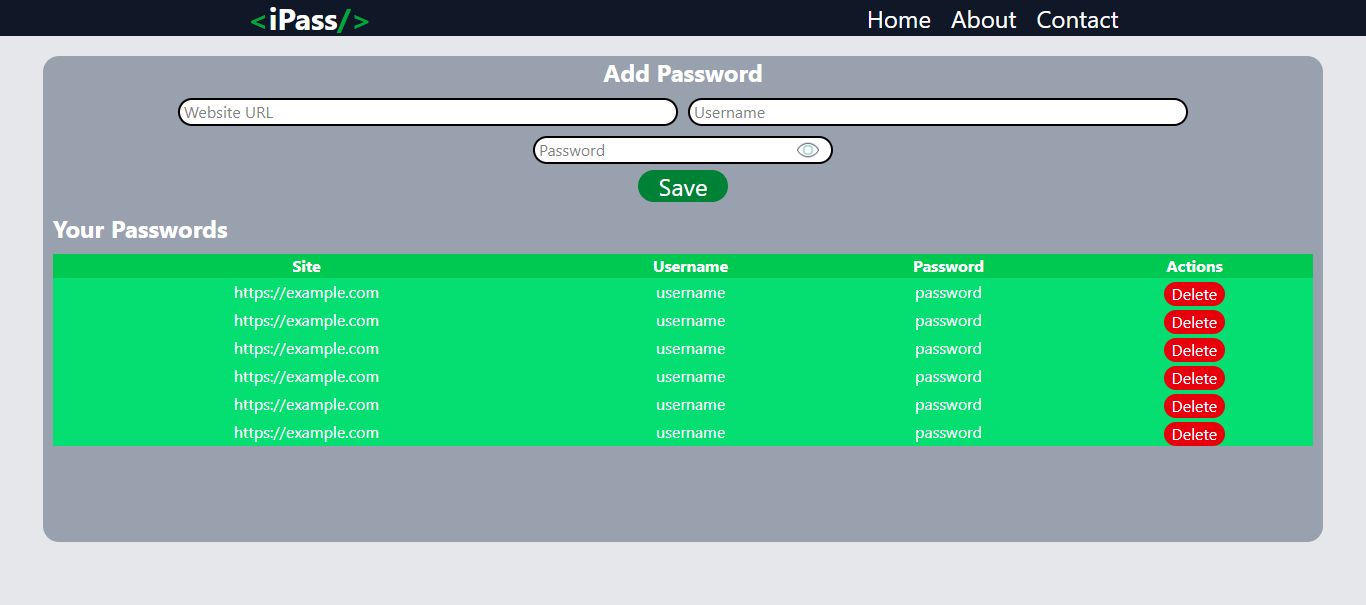 <iPass/> Home About Contact
Add Password
Website URL Username
Password
Save
Your Passwords
Site Username Password Actions
https://example.com username password Delete
https://example.com username password Delete
https://example.com username password Delete
https://example.com username password Delete
https://example.com username password Delete
https://example.com username password Delete